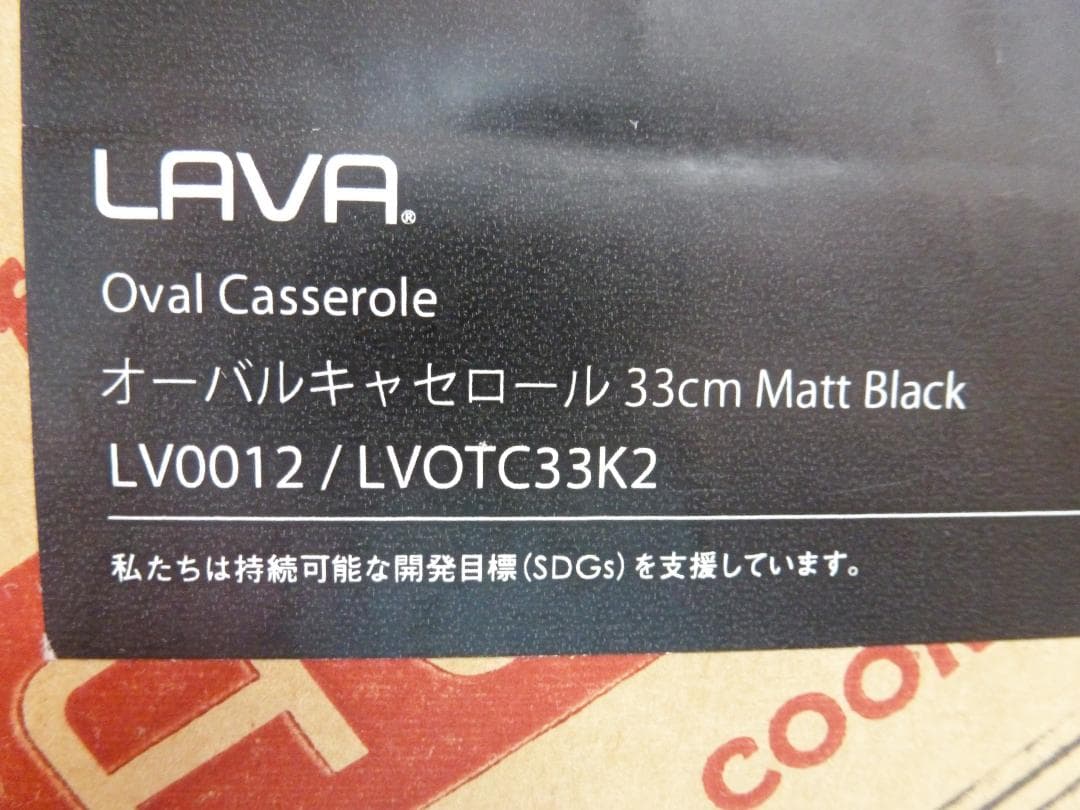 LAVA®
Oval Casserole
オーバルキャセロール 33cm Matt Black
LV0012 / LVOTC33K2
私たちは持続可能な開発目標(SDGs)を支援しています。